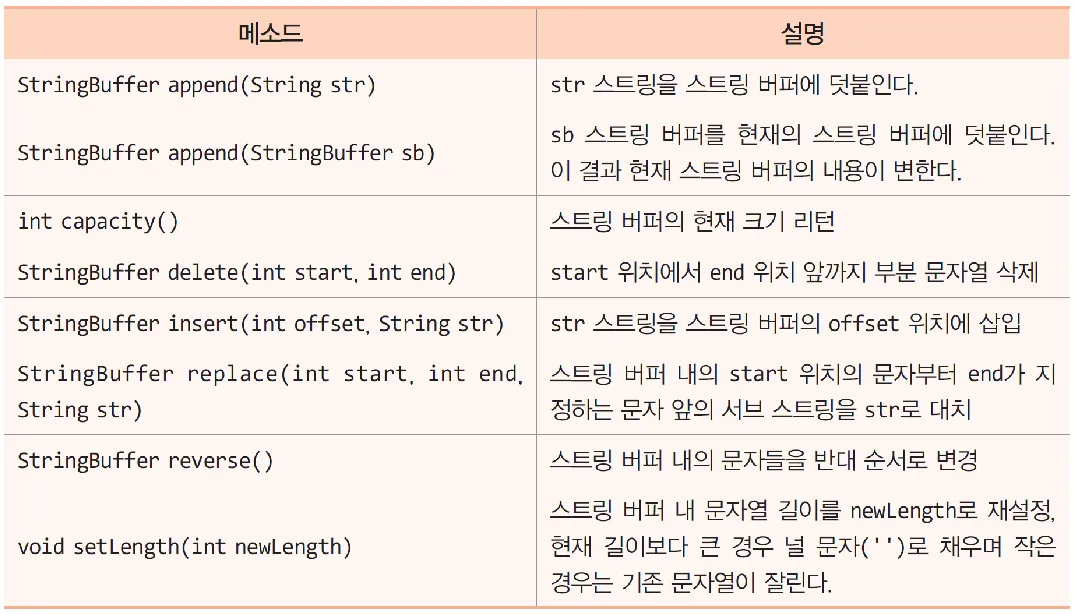 메소드 설명
StringBuffer append(String str) str 스트링을 스트링 버퍼에 덧붙인다.
StringBuffer append(StringBuffer sb) sb 스트링 버퍼를 현재의 스트링 버퍼에 덧붙인다.
이 결과 현재 스트링 버퍼의 내용이 변한다.
int capacity() 스트링 버퍼의 현재 크기 리턴
StringBuffer delete(int start, int end) start 위치에서 end 위치 앞까지 부분 문자열 삭제
StringBuffer insert(int offset, String str) str 스트링을 스트링 버퍼의 offset 위치에 삽입
StringBuffer replace(int start, int end, 스트링 버퍼 내의 start 위치의 문자부터 end가 지
String str) 정하는 문자 앞의 서브 스트링을 str로 대치
StringBuffer reverse() 스트링 버퍼 내의 문자들을 반대 순서로 변경
스트링 버퍼 내 문자열 길이를 newLength로 재설정,
void setLength(int newLength) 현재 길이보다 큰 경우 널 문자('')로 채우며 작은
경우는 기존 문자열이 잘린다.